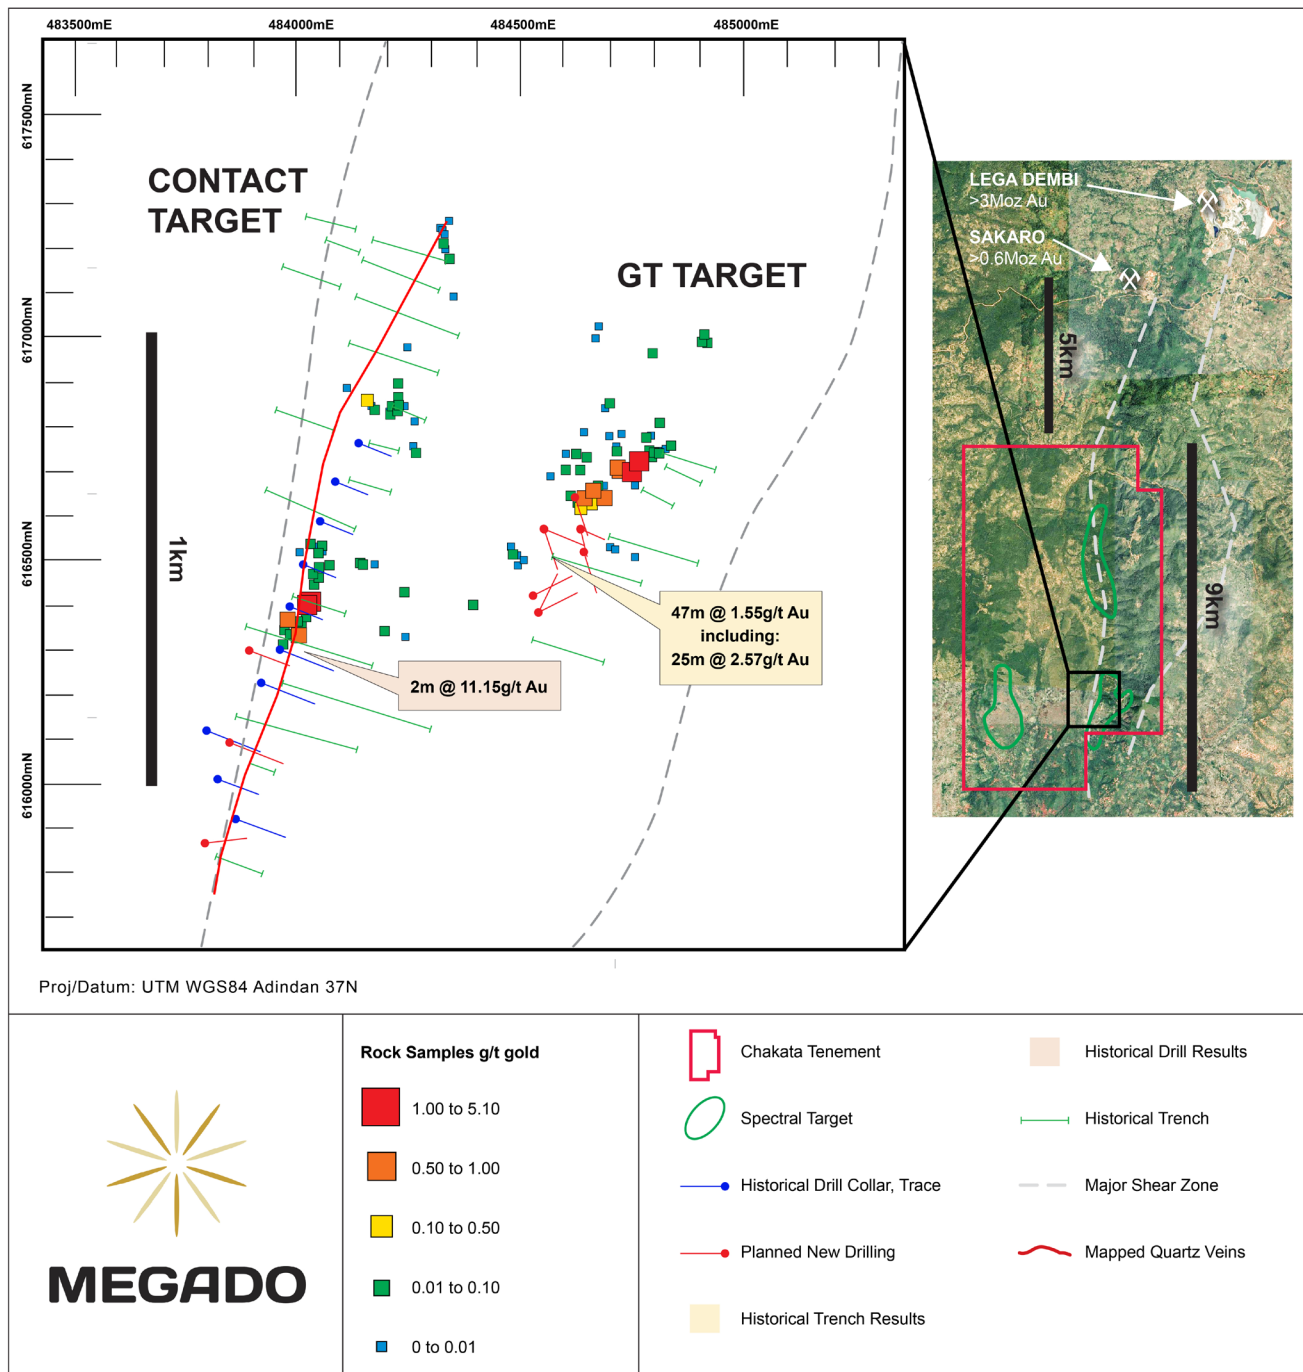 483500mE
484000mE
484500mE
485000mE
617500mN
617000mN
616500mN
616000mN
CONTACT
TARGET
GT TARGET
1km
47m @ 1.55g/t Au
including:
25m @ 2.57g/t Au
2m @ 11.15g/t Au
LEGA DEMBI
>3Moz Au
SAKARO
>0.6Moz Au
5km
9km
Proj/Datum: UTM WGS84 Adindan 37N
MEGADO
Rock Samples g/t gold
1.00 to 5.10
0.50 to 1.00
0.10 to 0.50
0.01 to 0.10
0 to 0.01
Chakata Tenement
Spectral Target
Historical Drill Collar, Trace
Planned New Drilling
Historical Trench Results
Historical Drill Results
Historical Trench
Major Shear Zone
Mapped Quartz Veins